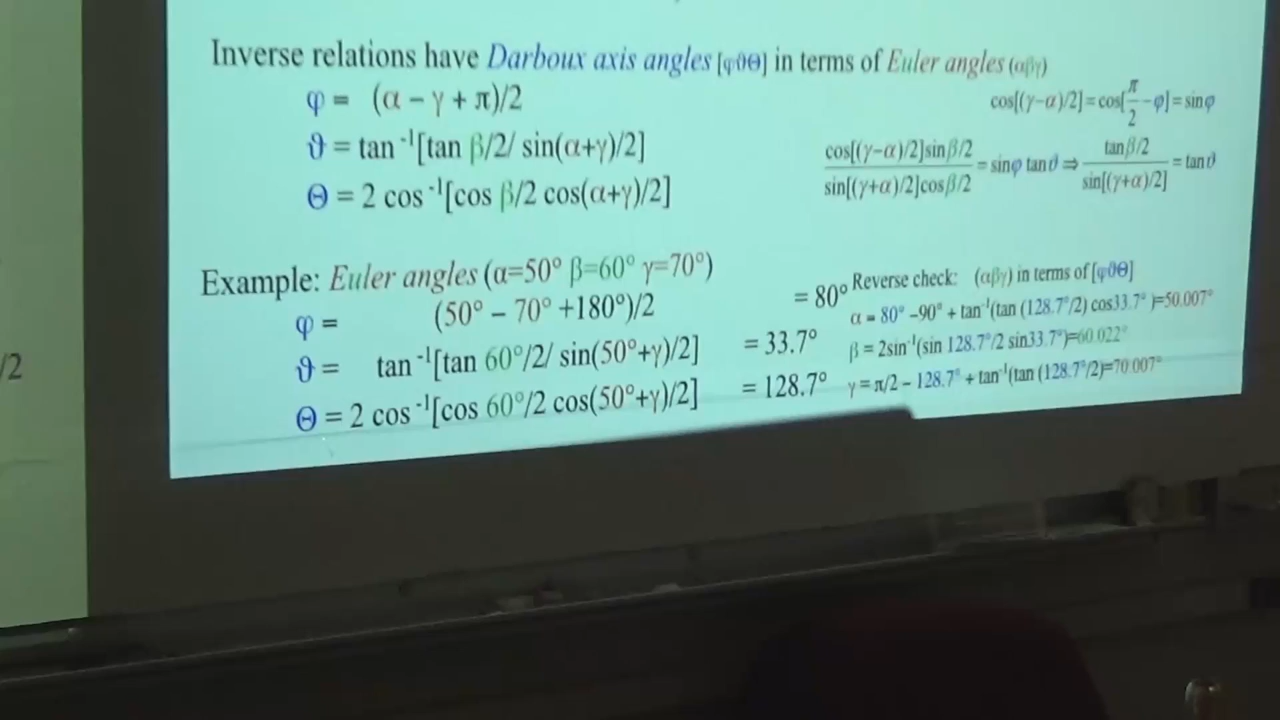 Inverse relations have Darboux axis angles [φϑΘ] in terms of Euler angles (αβγ)
φ = (α − γ + π)/2
ϑ = tan⁻¹[tan β/2/ sin(α+γ)/2]
Θ = 2 cos⁻¹[cos β/2 cos(α+γ)/2]
cos[(γ−α)/2]=cos[π/2−φ]=sinφ
cos[(γ−α)/2]sinβ/2 / sin[(γ+α)/2]cosβ/2 = sinφ tanϑ ⇒ tanβ/2 / sin[(γ+α)/2] = tanϑ
Example: Euler angles (α=50° β=60° γ=70°)
φ = (50° − 70° +180°)/2 = 80°
ϑ = tan⁻¹[tan 60°/2/ sin(50°+γ)/2] = 33.7°
Θ = 2 cos⁻¹[cos 60°/2 cos(50°+γ)/2] = 128.7°
Reverse check: (αβγ) in terms of [φϑΘ]
α = 80° −90° + tan⁻¹(tan (128.7°/2) cos33.7° )=50.007°
β = 2sin⁻¹(sin 128.7°/2 sin33.7°)=60.022°
γ = π/2 − 128.7° + tan⁻¹(tan (128.7°/2)=70.007°
/2